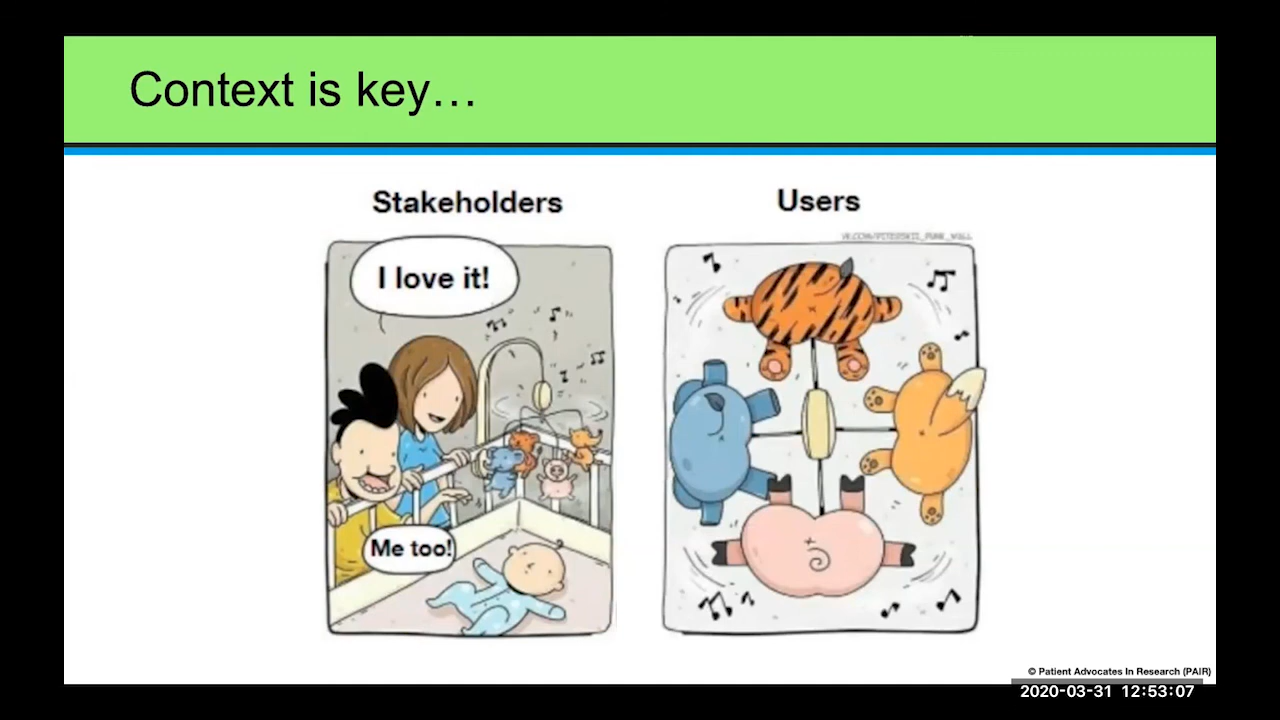 Context is key…
Stakeholders
Users
I love it!
Me too!
© Patient Advocates In Research (PAIR)
2020-03-31 12:53:07